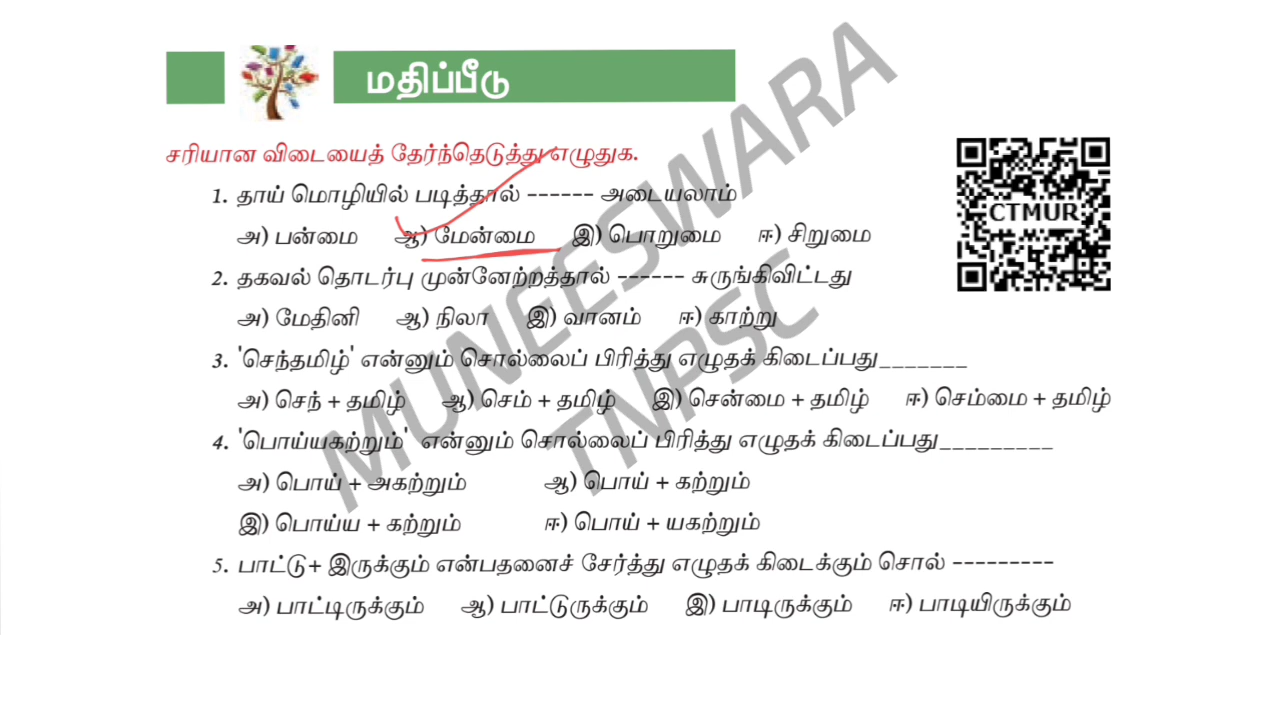 மதிப்பீடு
சரியான விடையைத் தேர்ந்தெடுத்து எழுதுக.
1. தாய் மொழியில் படித்தால் ------ அடையலாம்
அ) பன்மை ஆ) மேன்மை இ) பொறுமை ஈ) சிறுமை
CTMUR
2. தகவல் தொடர்பு முன்னேற்றத்தால் ------ சுருங்கிவிட்டது
அ) மேதினி ஆ) நிலா இ) வானம் ஈ) காற்று
3. 'செந்தமிழ்' என்னும் சொல்லைப் பிரித்து எழுதக் கிடைப்பது_______
அ) செந் + தமிழ் ஆ) செம் + தமிழ் இ) சென்மை + தமிழ் ஈ) செம்மை + தமிழ்
4. 'பொய்யகற்றும்' என்னும் சொல்லைப் பிரித்து எழுதக் கிடைப்பது_________
அ) பொய் + அகற்றும் ஆ) பொய் + கற்றும்
இ) பொய்ய + கற்றும் ஈ) பொய் + யகற்றும்
5. பாட்டு+ இருக்கும் என்பதனைச் சேர்த்து எழுதக் கிடைக்கும் சொல் ---------
அ) பாட்டிருக்கும் ஆ) பாட்டுருக்கும் இ) பாடிருக்கும் ஈ) பாடியிருக்கும்
MUNEESWARA
TNPSC